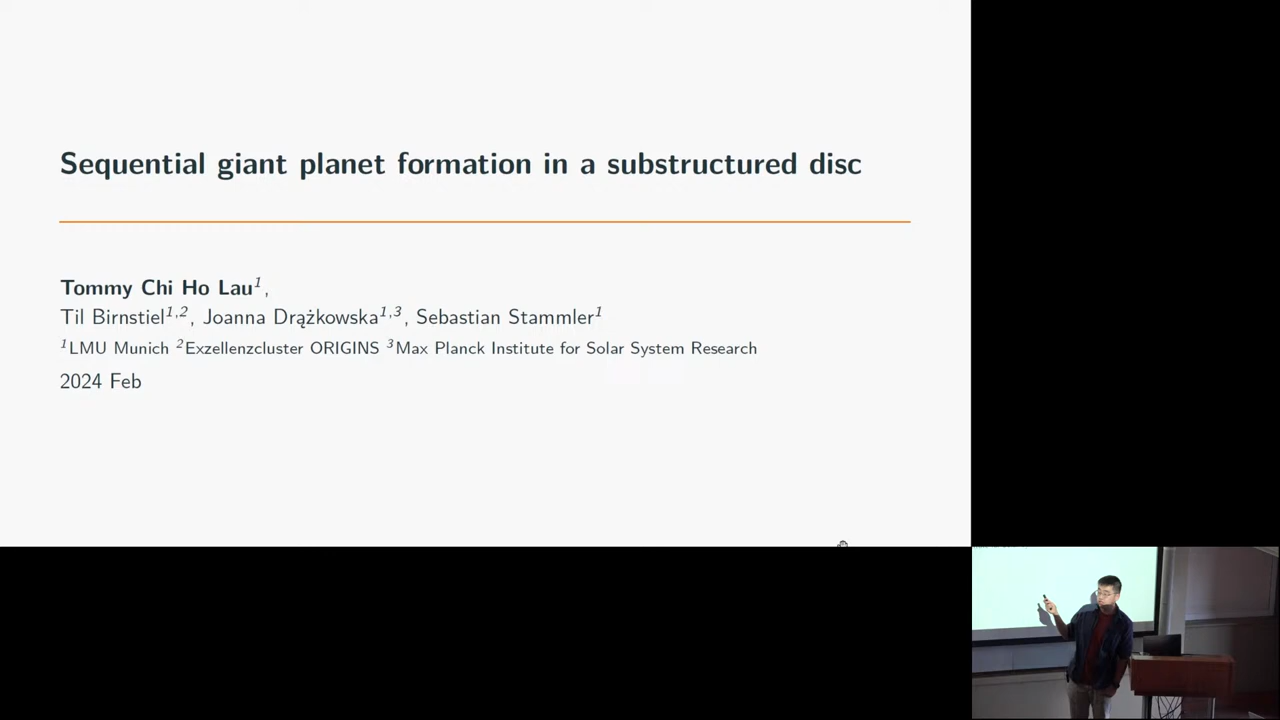 Sequential giant planet formation in a substructured disc
Tommy Chi Ho Lau¹,
Til Birnstiel¹,², Joanna Drążkowska¹,³, Sebastian Stammler¹
¹LMU Munich ²Exzellenzcluster ORIGINS ³Max Planck Institute for Solar System Research
2024 Feb